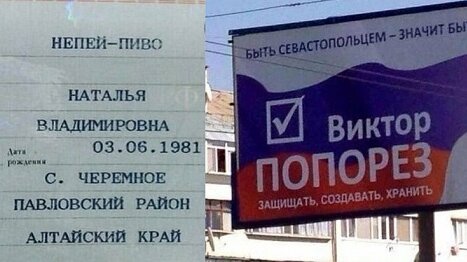 НЕПЕЙ-ПИВО
НАТАЛЬЯ
ВЛАДИМИРОВНА
Дата рождения 03.06.1981
С. ЧЕРЕМНОЕ
ПАВЛОВСКИЙ РАЙОН
АЛТАЙСКИЙ КРАЙ
БЫТЬ СЕВАСТОПОЛЬЦЕМ – ЗНАЧИТ БЫ
Виктор
ПОПОРЕЗ
ЗАЩИЩАТЬ, СОЗДАВАТЬ, ХРАНИТЬ